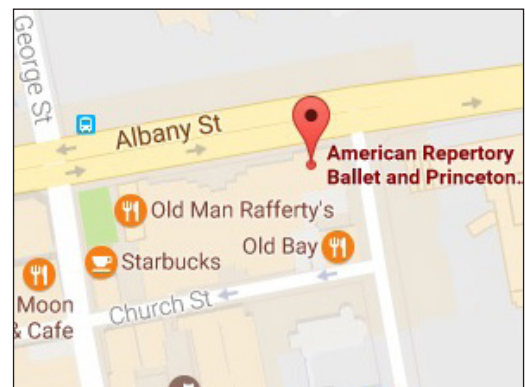 George St
Albany St
American Repertory
Ballet and Princeton...
Old Man Rafferty's
Old Bay
Starbucks
Moon
& Cafe
Church St